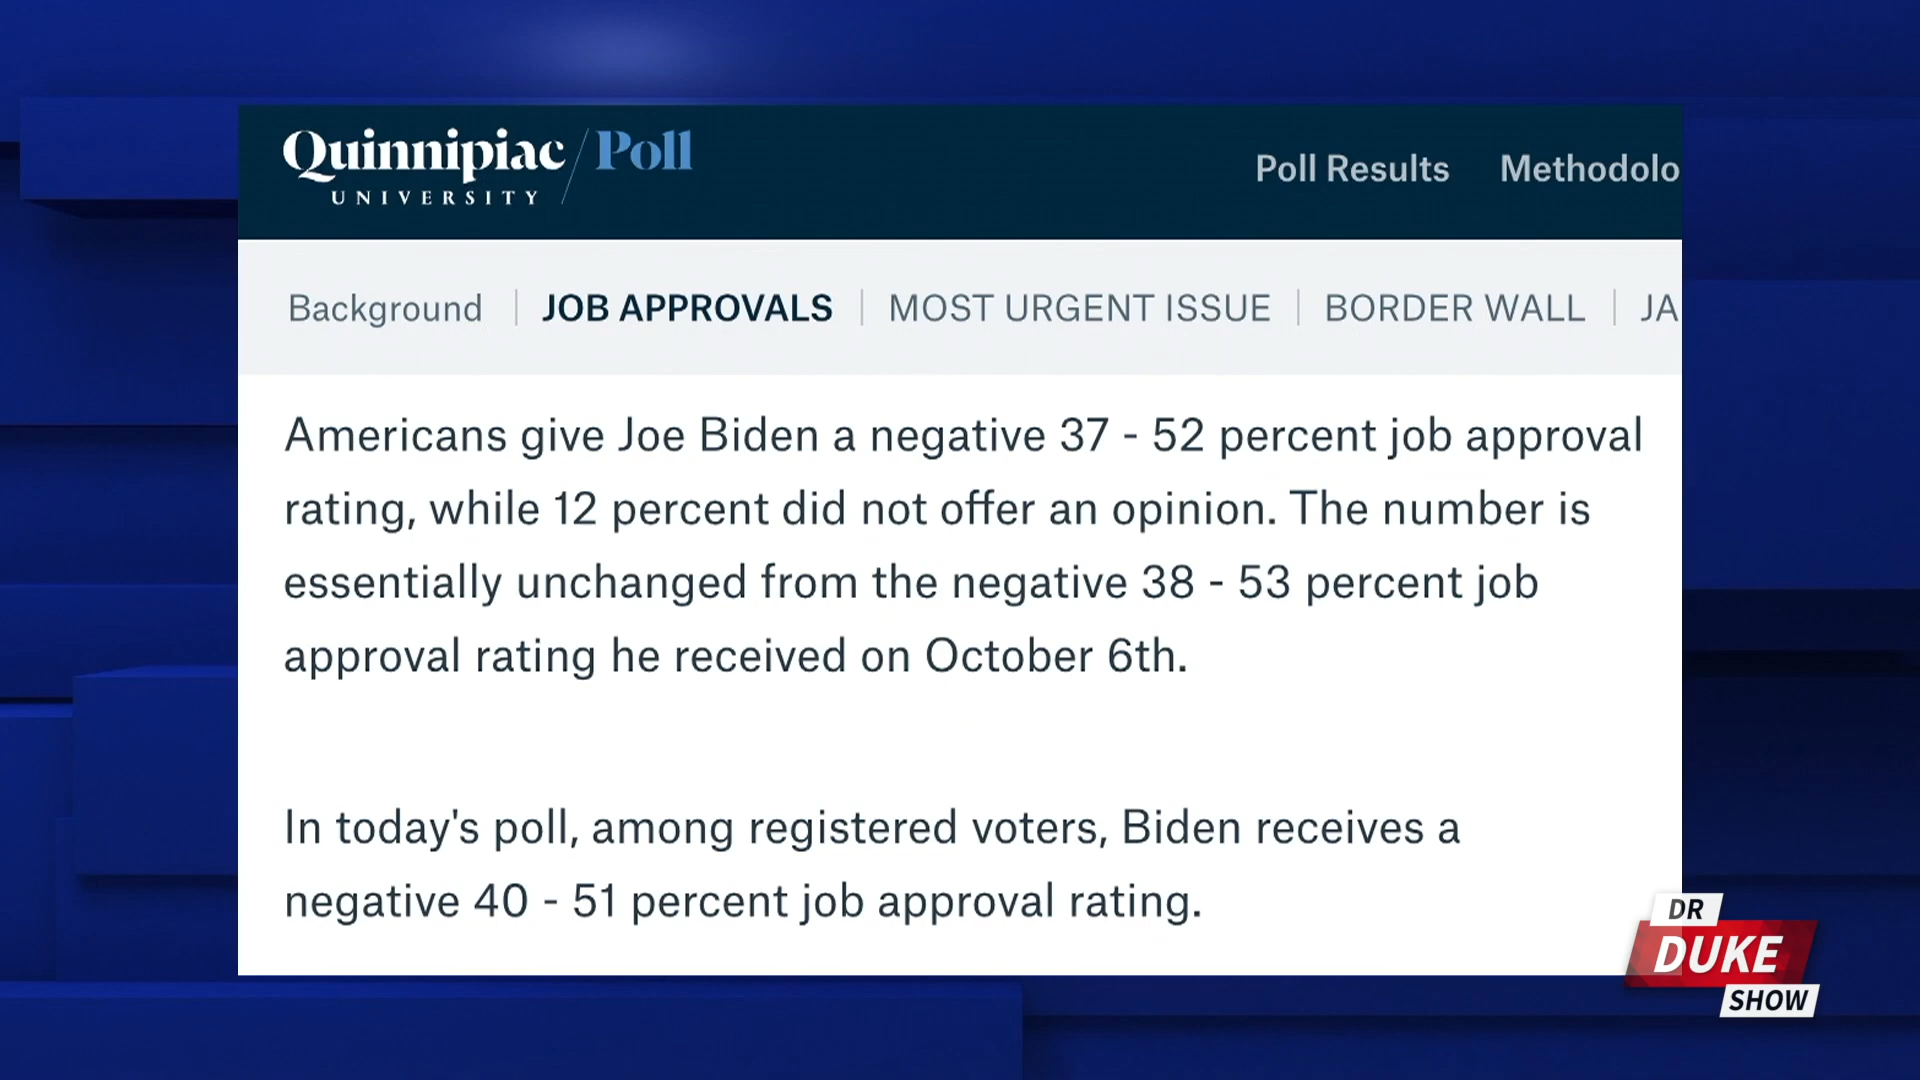 Quinnipiac / Poll
UNIVERSITY
Poll Results Methodolo
Background | JOB APPROVALS | MOST URGENT ISSUE | BORDER WALL | JA
Americans give Joe Biden a negative 37 - 52 percent job approval
rating, while 12 percent did not offer an opinion. The number is
essentially unchanged from the negative 38 - 53 percent job
approval rating he received on October 6th.
In today's poll, among registered voters, Biden receives a
negative 40 - 51 percent job approval rating.
DR
DUKE
SHOW